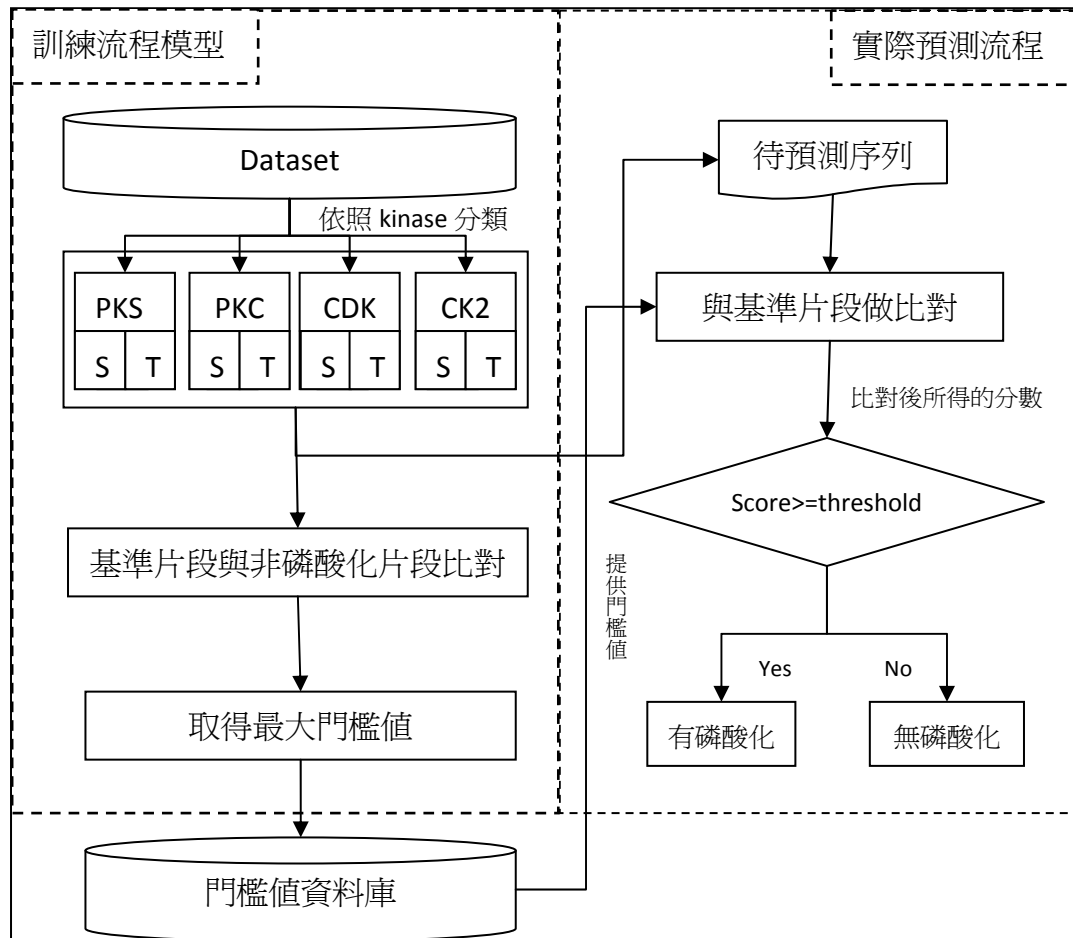 訓練流程模型
Dataset
依照 kinase 分類
PKS
PKC
CDK
CK2
S
T
S
T
S
T
S
T
基準片段與非磷酸化片段比對
取得最大門檻值
門檻值資料庫
實際預測流程
待預測序列
與基準片段做比對
比對後所得的分數
Score>=threshold
提供門檻值
Yes
No
有磷酸化
無磷酸化